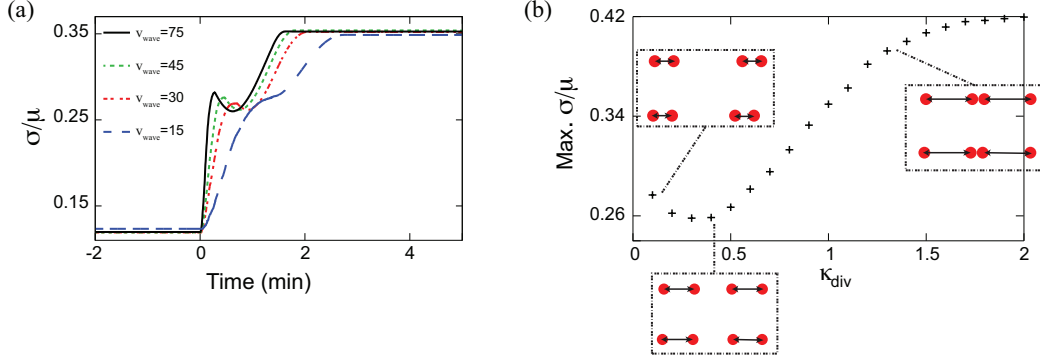 (a)
0.35
0.25
0.15
σ/μ
v_wave=75
v_wave=45
v_wave=30
v_wave=15
-2
0
2
4
Time (min)
(b)
0.42
0.34
0.26
Max. σ/μ
0
0.5
1
1.5
2
κ_div